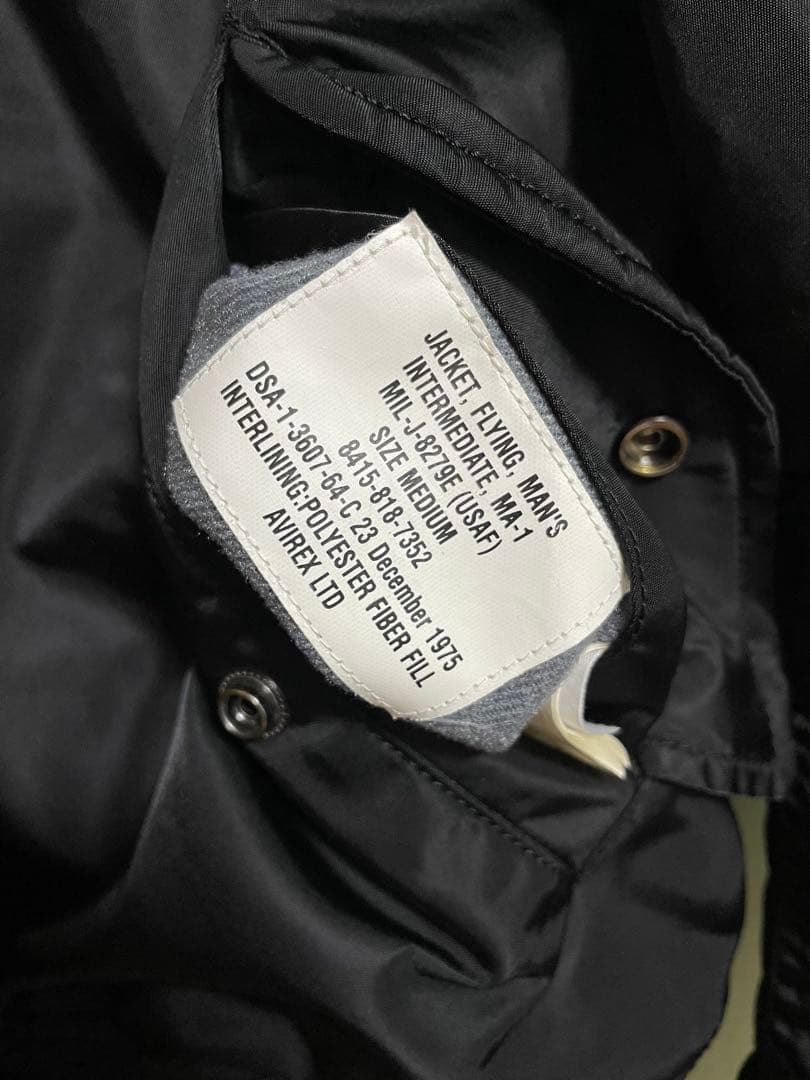 JACKET, FLYING, MAN'S
INTERMEDIATE, MA-1
MIL-J-8279E (USAF)
SIZE MEDIUM
8415-818-7352
DSA-1-3607-64-C 23 December 1975
INTERLINING:POLYESTER FIBER FILL
AVIREX LTD